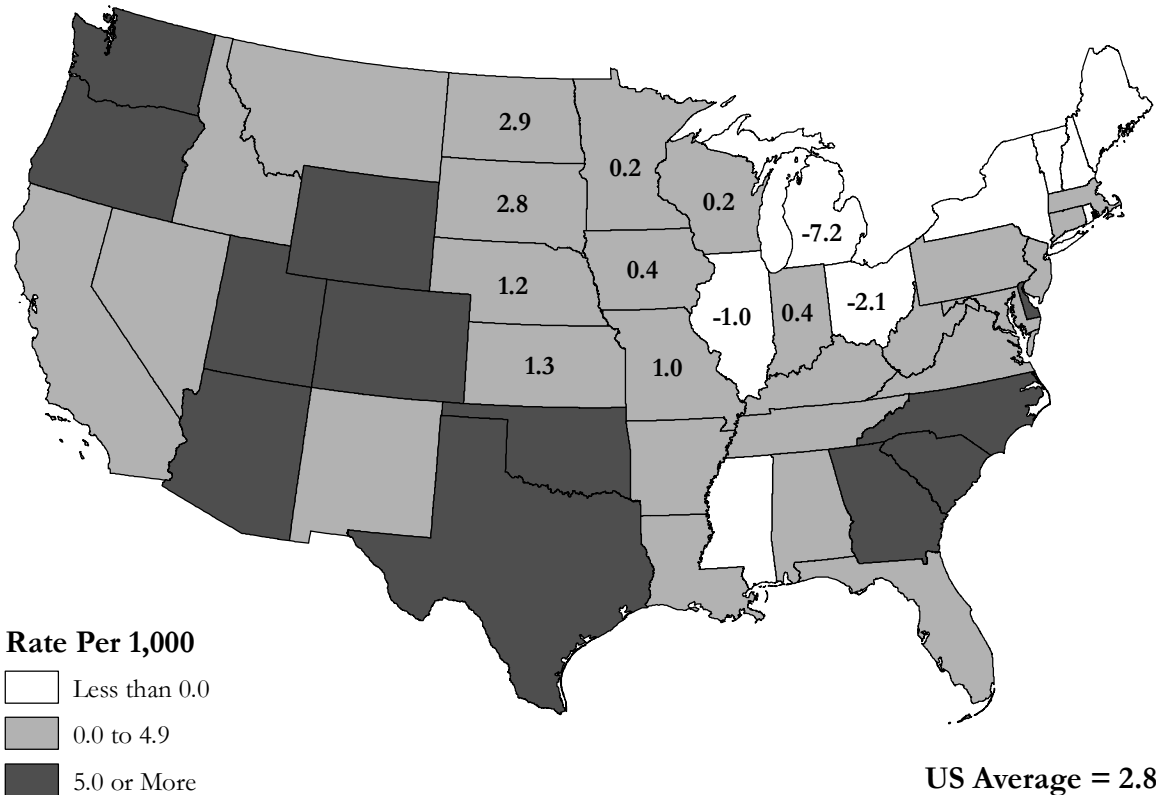 2.9
0.2
2.8
0.2
-7.2
0.4
1.2
-2.1
-1.0
0.4
1.3
1.0
Rate Per 1,000
Less than 0.0
0.0 to 4.9
5.0 or More
US Average = 2.8